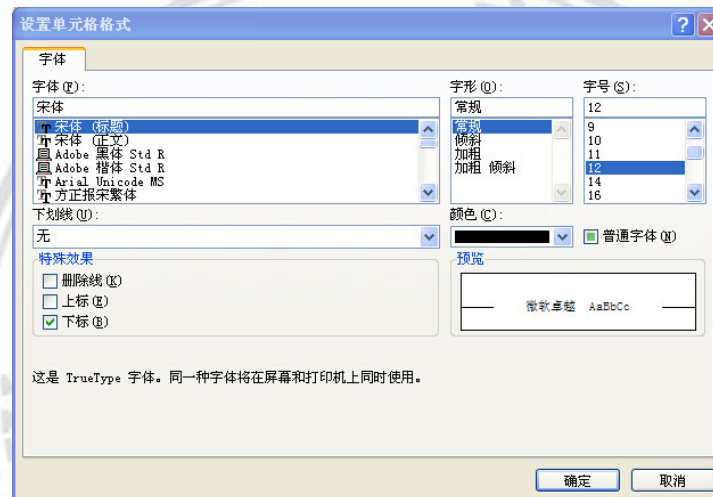 设置单元格格式
字体
字体(F):
字形(O):
字号(S):
宋体
常规
12
宋体 (标题)
宋体 (正文)
Adobe 黑体 Std R
Adobe 楷体 Std R
Arial Unicode MS
方正报宋繁体
常规
倾斜
加粗
加粗 倾斜
9
10
11
12
14
16
下划线(U):
颜色(C):
无
普通字体(N)
特殊效果
删除线(K)
上标(E)
下标(B)
预览
微软卓越 AaBbCc
这是 TrueType 字体。同一种字体将在屏幕和打印机上同时使用。
确定
取消